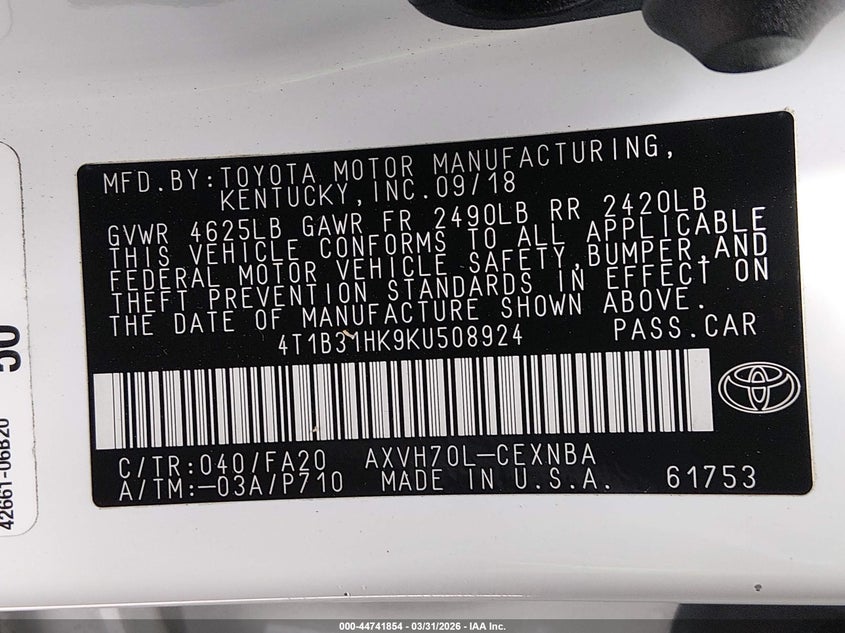 MFD.BY:TOYOTA MOTOR MANUFACTURING,
KENTUCKY,INC.09/18
GVWR 4625LB GAWR FR 2490LB RR 2420LB
THIS VEHICLE CONFORMS TO ALL APPLICABLE
FEDERAL MOTOR VEHICLE SAFETY,BUMPER,AND
THEFT PREVENTION STANDARDS IN EFFECT ON
THE DATE OF MANUFACTURE SHOWN ABOVE.
4T1B31HK9KU508924 PASS.CAR
C/TR:040/FA20 AXVH70L-CEXNBA
A/TM:-03A/P710 MADE IN U.S.A. 61753
42661-06B20
000-44741854 - 03/31/2026 - IAA Inc.